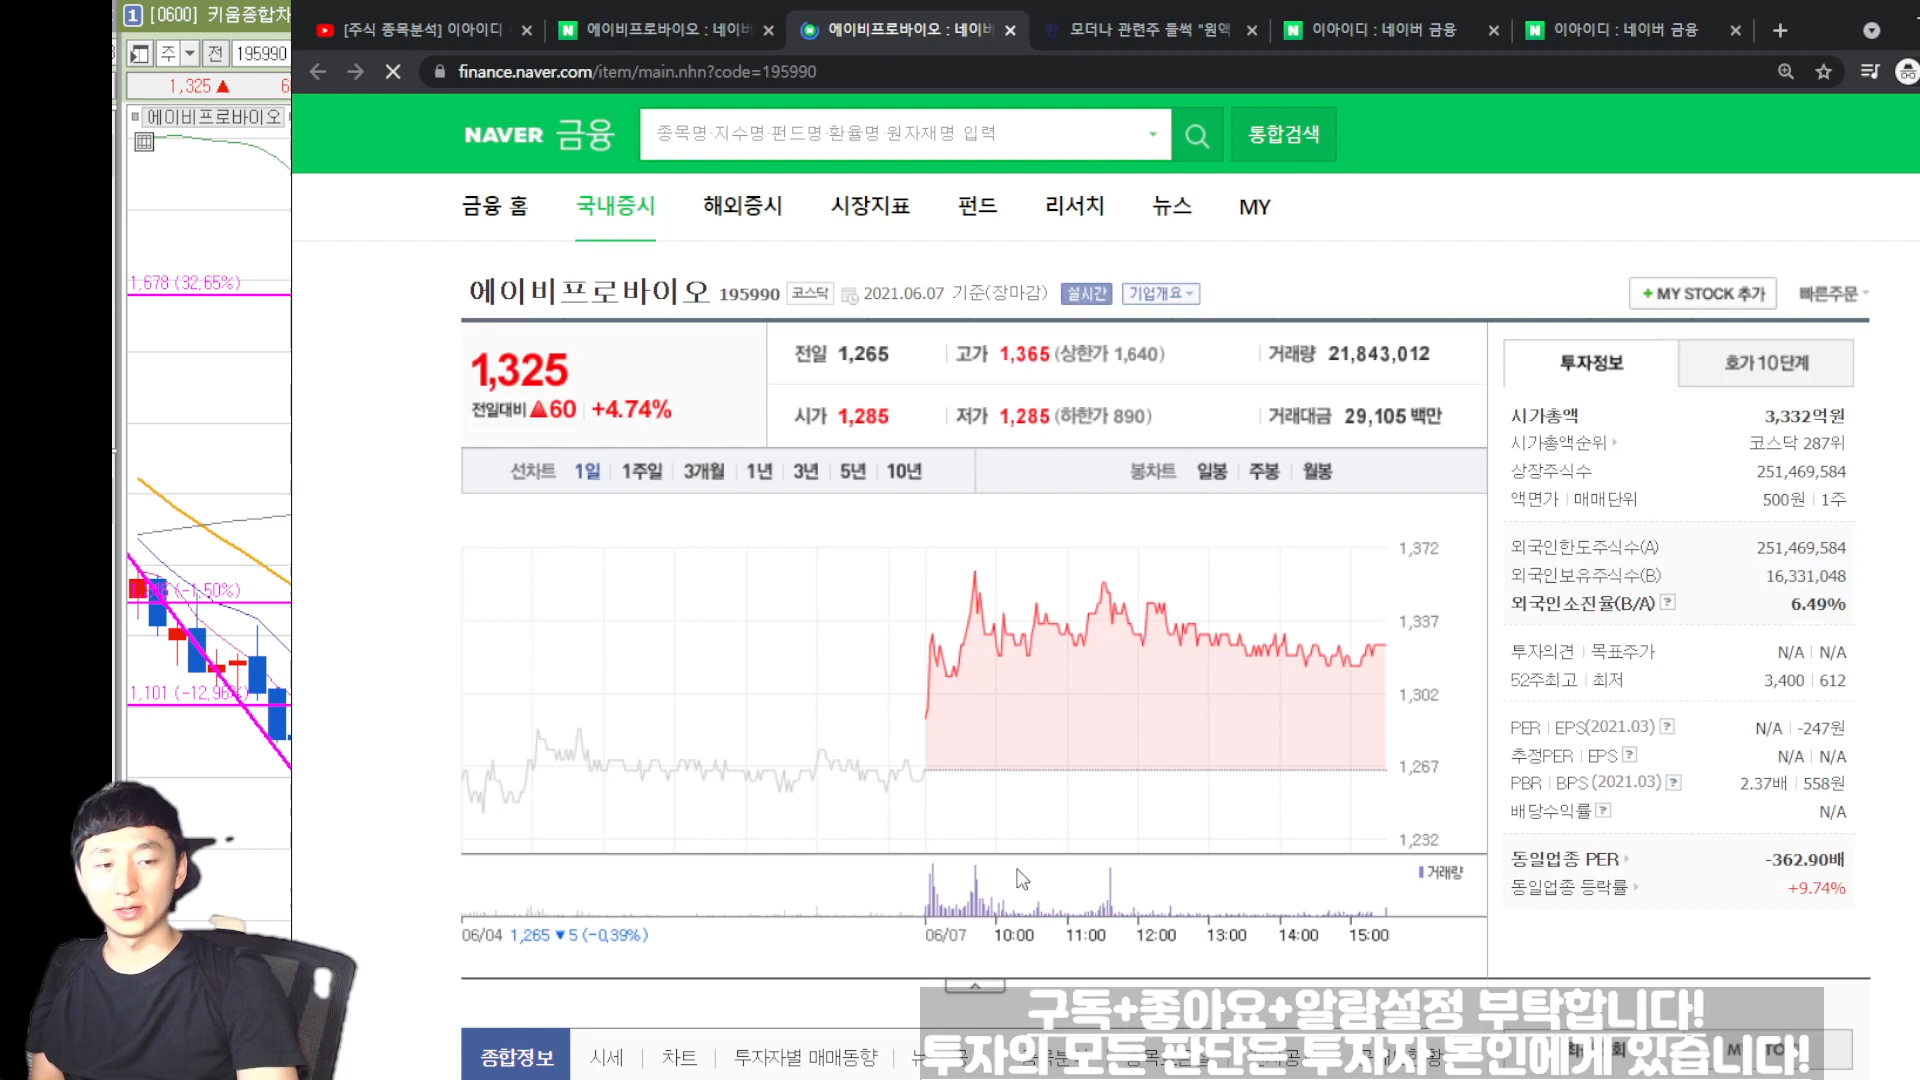 1 [0600] 키움종합차
주 전 195990
1,325 ▲ 6
에이비프로바이오
1,678 (32,65%)
(-1,50%)
1,101 (-12,96%)
[주식 종목분석] 이아이디
에이비프로바이오 : 네이버
에이비프로바이오 : 네이버
모더나 관련주 들썩 "원액
이아이디 : 네이버 금융
이아이디 : 네이버 금융
finance.naver.com/item/main.nhn?code=195990
NAVER 금융
종목명·지수명·펀드명·환율명·원자재명 입력
통합검색
금융 홈 국내증시 해외증시 시장지표 펀드 리서치 뉴스 MY
에이비프로바이오 195990 코스닥 2021.06.07 기준(장마감) 실시간 기업개요
+ MY STOCK 추가 빠른주문
1,325
전일대비 ▲60 +4.74%
전일 1,265 고가 1,365 (상한가 1,640) 거래량 21,843,012
시가 1,285 저가 1,285 (하한가 890) 거래대금 29,105 백만
선차트 1일 1주일 3개월 1년 3년 5년 10년 봉차트 일봉 주봉 월봉
1,372
1,337
1,302
1,267
1,232
거래량
06/04 1,265 ▼5 (-0,39%) 06/07 10:00 11:00 12:00 13:00 14:00 15:00
투자정보 호가 10단계
시가총액 3,332억원
시가총액순위 코스닥 287위
상장주식수 251,469,584
액면가 | 매매단위 500원 | 1주
외국인한도주식수(A) 251,469,584
외국인보유주식수(B) 16,331,048
외국인소진율(B/A) ? 6.49%
투자의견 | 목표주가 N/A | N/A
52주최고 | 최저 3,400 | 612
PER | EPS(2021.03) ? N/A | -247원
추정PER | EPS ? N/A | N/A
PBR | BPS (2021.03) ? 2.37배 | 558원
배당수익률 ? N/A
동일업종 PER -362.90배
동일업종 등락률 +9.74%
종합정보 시세 차트 투자자별 매매동향
구독+좋아요+알람설정 부탁합니다!
투자의 모든 판단은 투자자 본인에게 있습니다!